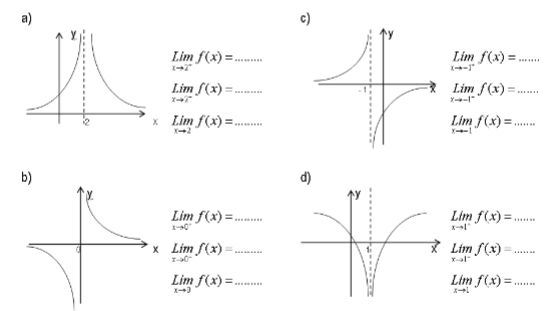 a)
y
2
x
Lim f(x) = .........
x→2⁺
Lim f(x) = .........
x→2⁻
Lim f(x) = .........
x→2
b)
y
0
x
Lim f(x) = .........
x→0⁺
Lim f(x) = .........
x→0⁻
Lim f(x) = .........
x→0
c)
y
-1
x
Lim f(x) = .......
x→-1⁺
Lim f(x) = .......
x→-1⁻
Lim f(x) = .......
x→-1
d)
y
1
x
Lim f(x) = .......
x→1⁺
Lim f(x) = .......
x→1⁻
Lim f(x) = .......
x→1